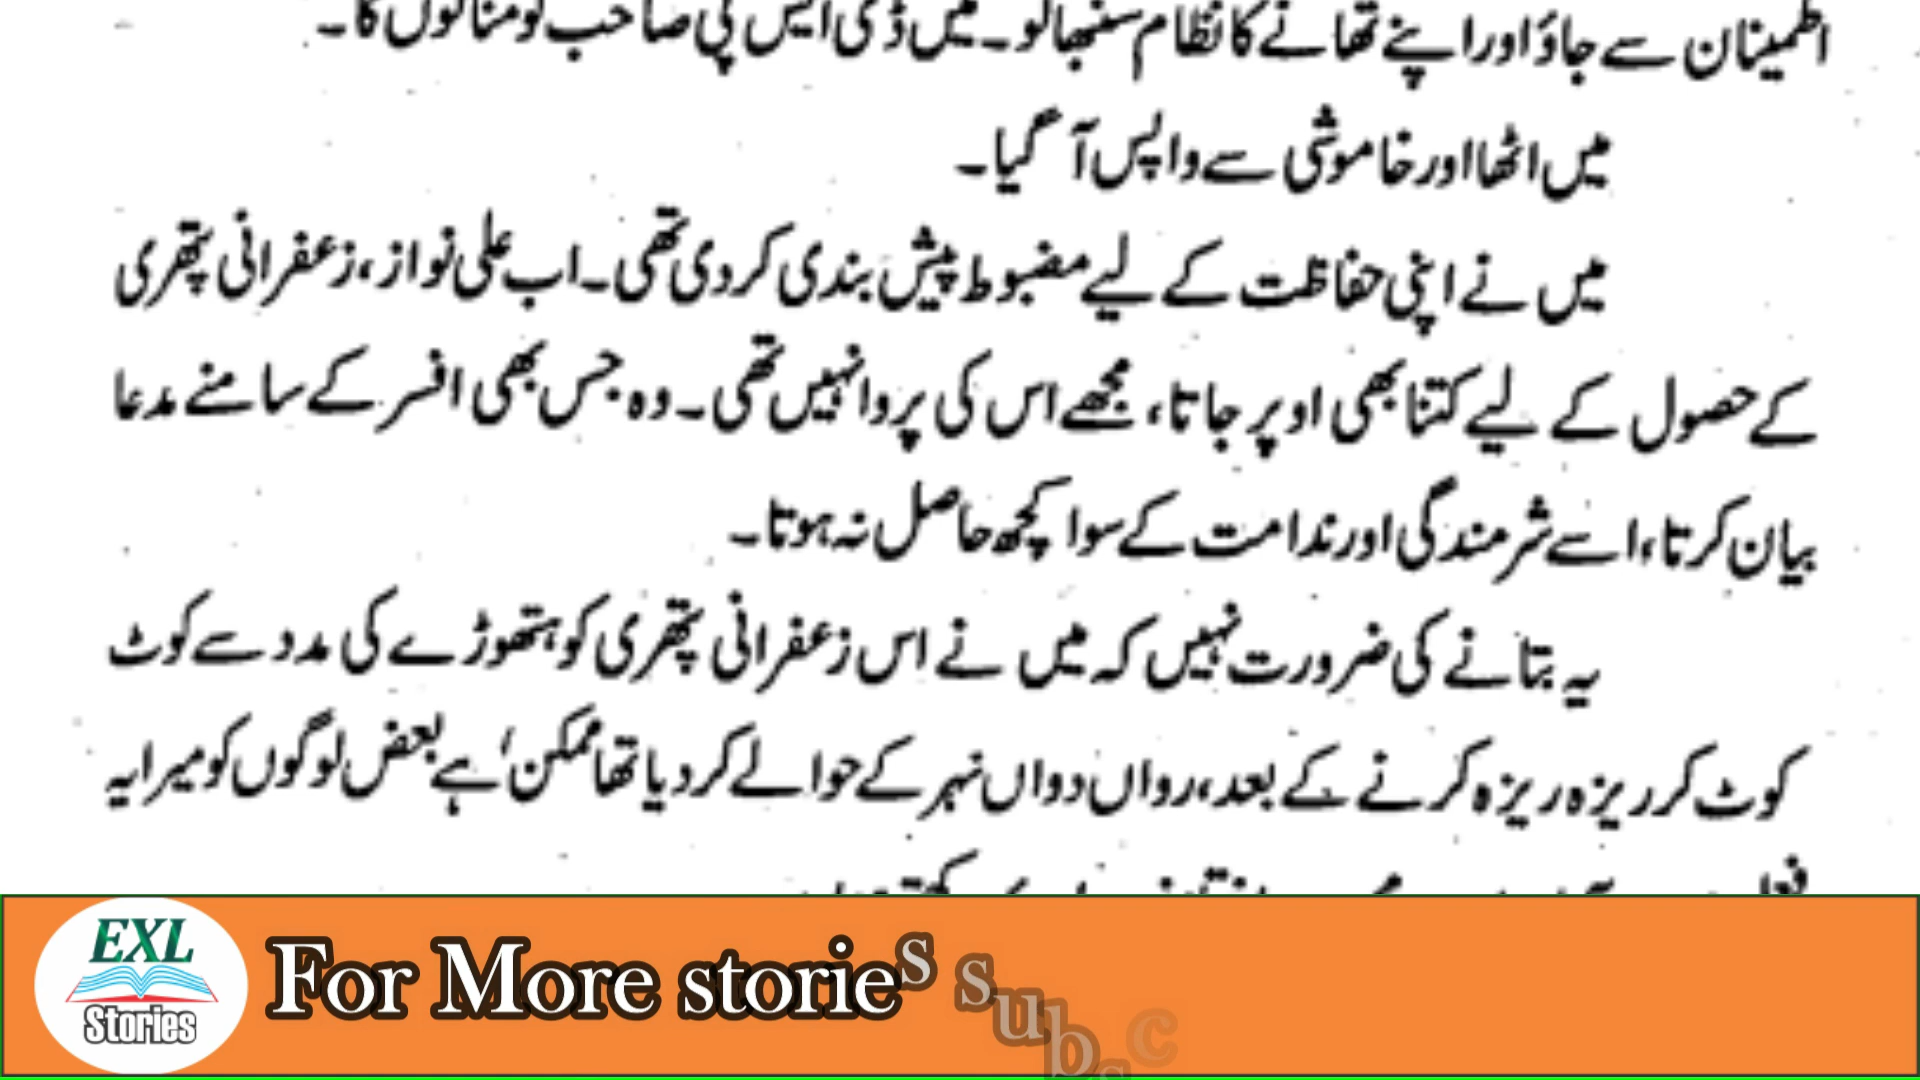 اطمینان سے جاؤ اور اپنے تھانے کا نظام سنبھالو۔ میں ڈی ایس پی صاحب کو منا لوں گا۔
میں اٹھا اور خاموشی سے واپس آ گیا۔
میں نے اپنی حفاظت کے لیے مضبوط پیش بندی کر دی تھی۔ اب علی نواز، زعفرانی پتھری
کے حصول کے لیے کتنا بھی اوپر جاتا، مجھے اس کی پروا نہیں تھی۔ وہ جس بھی افسر کے سامنے مدعا
بیان کرتا، اسے شرمندگی اور ندامت کے سوا کچھ حاصل نہ ہوتا۔
یہ بتانے کی ضرورت نہیں کہ میں نے اس زعفرانی پتھری کو ہتھوڑے کی مدد سے کوٹ
کوٹ کر ریزہ ریزہ کرنے کے بعد، رواں دواں نہر کے حوالے کر دیا تھا ممکن ہے بعض لوگوں کو میرا یہ
EXL
Stories
For More stories subsc